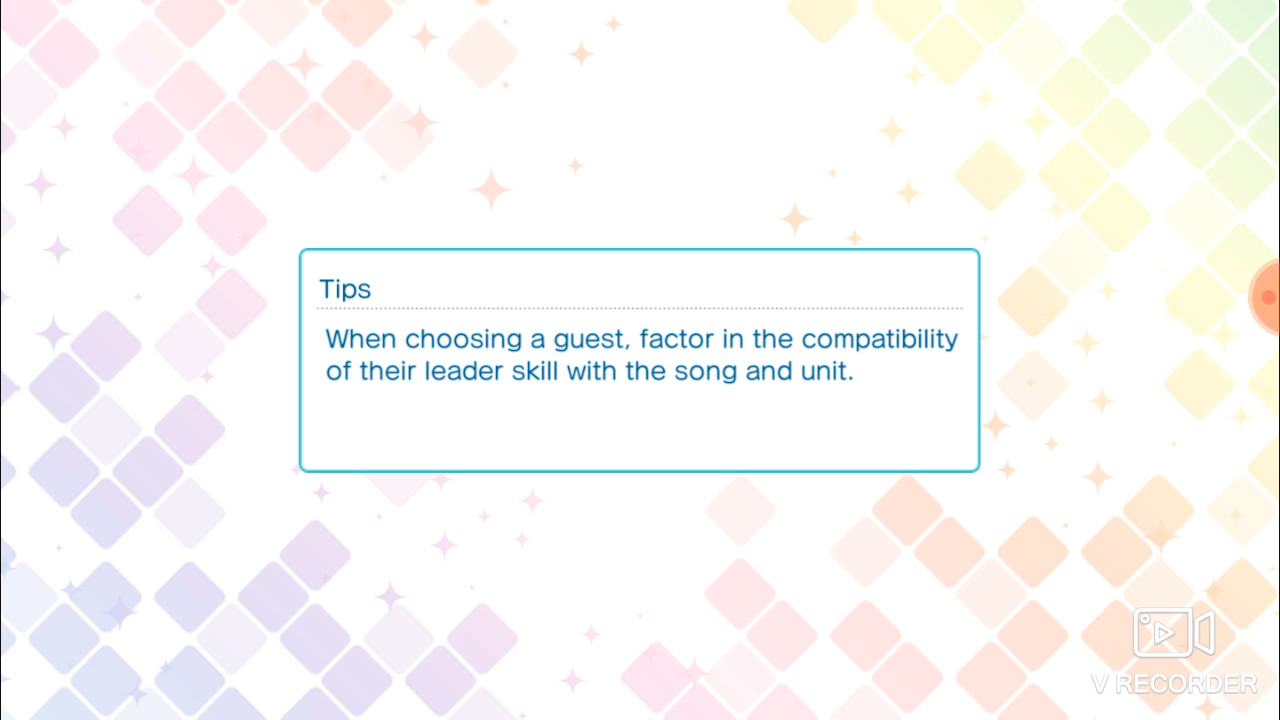 Tips
When choosing a guest, factor in the compatibility
of their leader skill with the song and unit.
V RECORDER